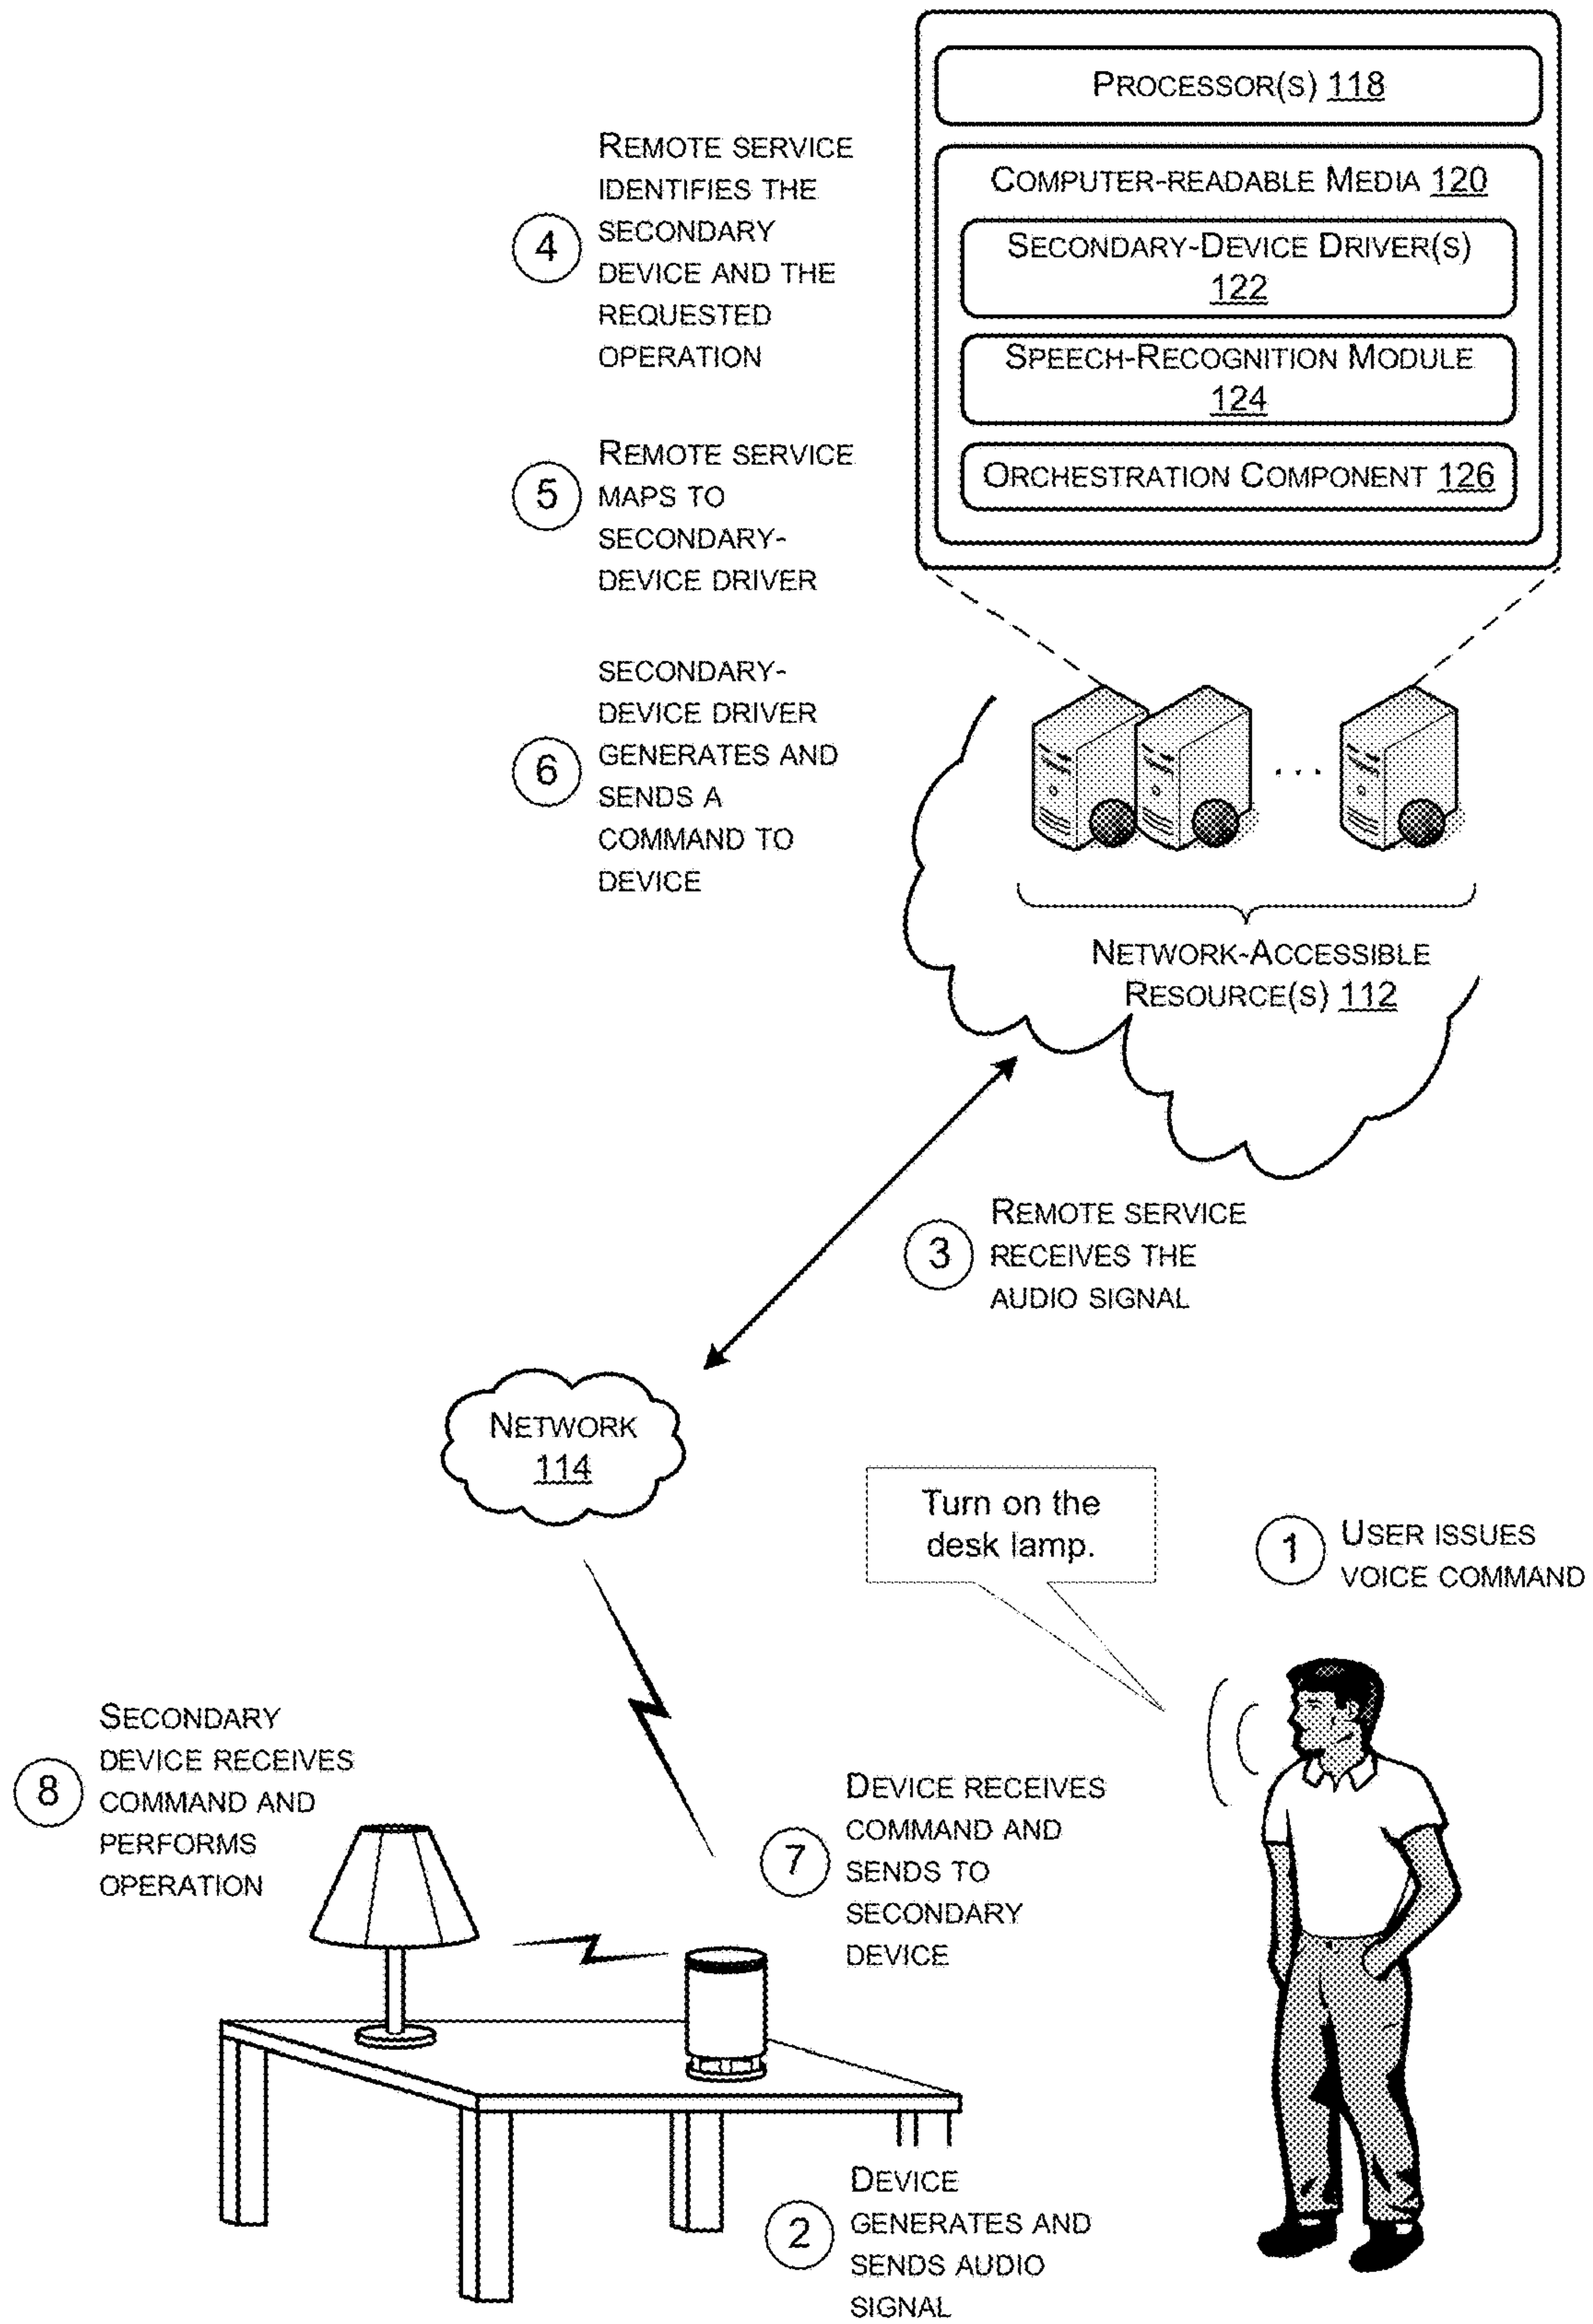 PROCESSOR(S) 118
COMPUTER-READABLE MEDIA 120
SECONDARY-DEVICE DRIVER(S)
122
SPEECH-RECOGNITION MODULE
124
ORCHESTRATION COMPONENT 126
4
REMOTE SERVICE
IDENTIFIES THE
SECONDARY
DEVICE AND THE
REQUESTED
OPERATION
5
REMOTE SERVICE
MAPS TO
SECONDARY-
DEVICE DRIVER
6
SECONDARY-
DEVICE DRIVER
GENERATES AND
SENDS A
COMMAND TO
DEVICE
...
NETWORK-ACCESSIBLE
RESOURCE(S) 112
3
REMOTE SERVICE
RECEIVES THE
AUDIO SIGNAL
NETWORK
114
Turn on the
desk lamp.
1
USER ISSUES
VOICE COMMAND
8
SECONDARY
DEVICE RECEIVES
COMMAND AND
PERFORMS
OPERATION
7
DEVICE RECEIVES
COMMAND AND
SENDS TO
SECONDARY
DEVICE
2
DEVICE
GENERATES AND
SENDS AUDIO
SIGNAL